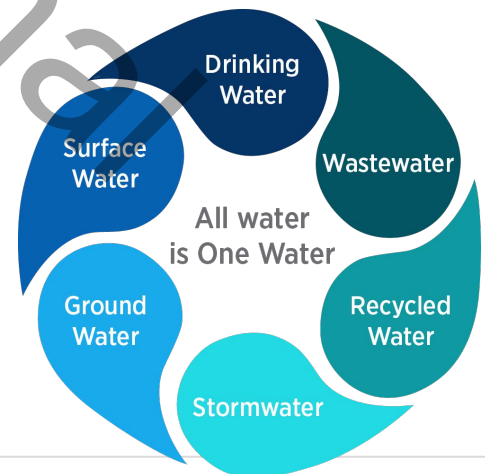 Drinking
Water
Wastewater
Recycled
Water
Stormwater
Ground
Water
Surface
Water
All water
is One Water